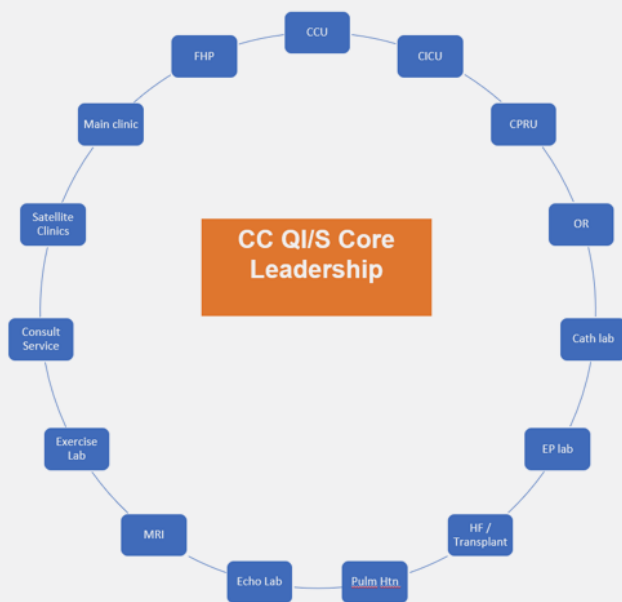 CCU
CICU
CPRU
OR
Cath lab
EP lab
HF /
Transplant
Pulm Htn
Echo Lab
MRI
Exercise
Lab
Consult
Service
Satellite
Clinics
Main clinic
FHP
CC QI/S Core
Leadership